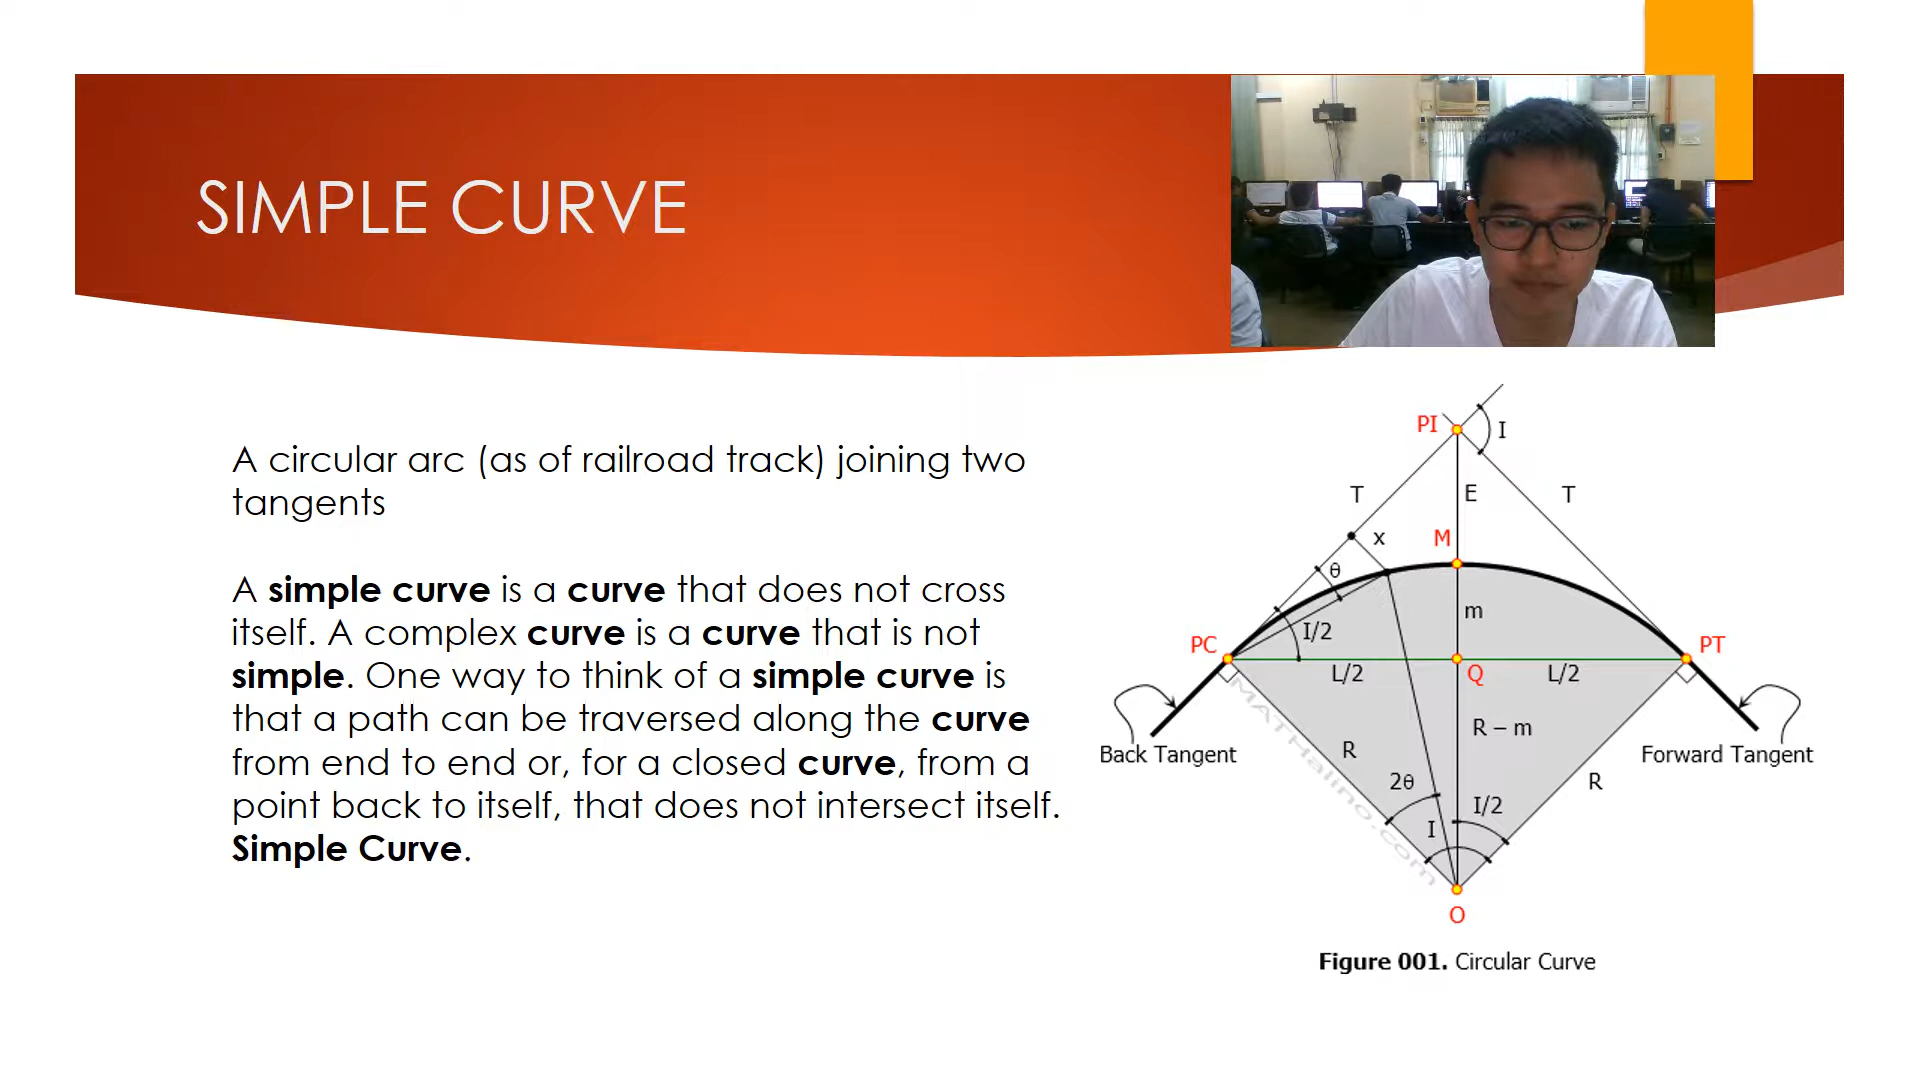 SIMPLE CURVE
A circular arc (as of railroad track) joining two
tangents
A simple curve is a curve that does not cross
itself. A complex curve is a curve that is not
simple. One way to think of a simple curve is
that a path can be traversed along the curve
from end to end or, for a closed curve, from a
point back to itself, that does not intersect itself.
Simple Curve.
PI
I
T
E
T
x
M
θ
m
I/2
PC
PT
L/2
Q
L/2
R – m
Back Tangent
Forward Tangent
R
R
2θ
I/2
I
O
MATHalino.com
Figure 001. Circular Curve